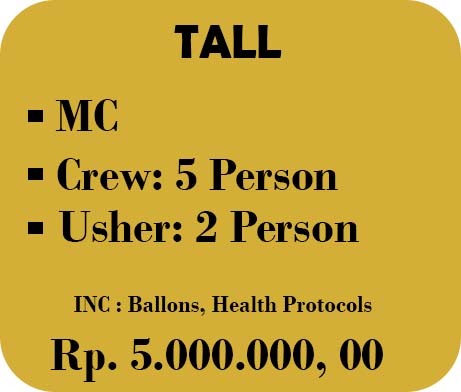 TALL
▪ MC
▪ Crew: 5 Person
▪ Usher: 2 Person
INC : Ballons, Health Protocols
Rp. 5.000.000, 00